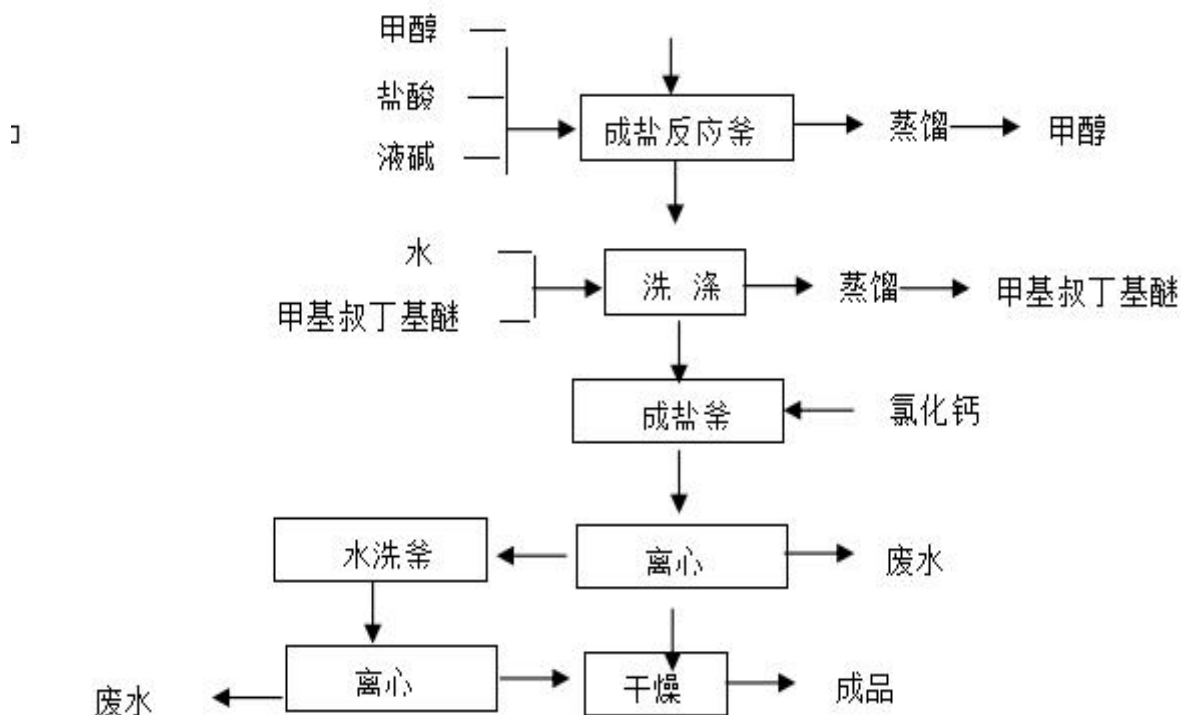 甲醇
盐酸
成盐反应釜
蒸馏
甲醇
液碱
水
洗 涤
蒸馏
甲基叔丁基醚
甲基叔丁基醚
成盐釜
氯化钙
水洗釜
离心
废水
离心
干燥
成品
废水